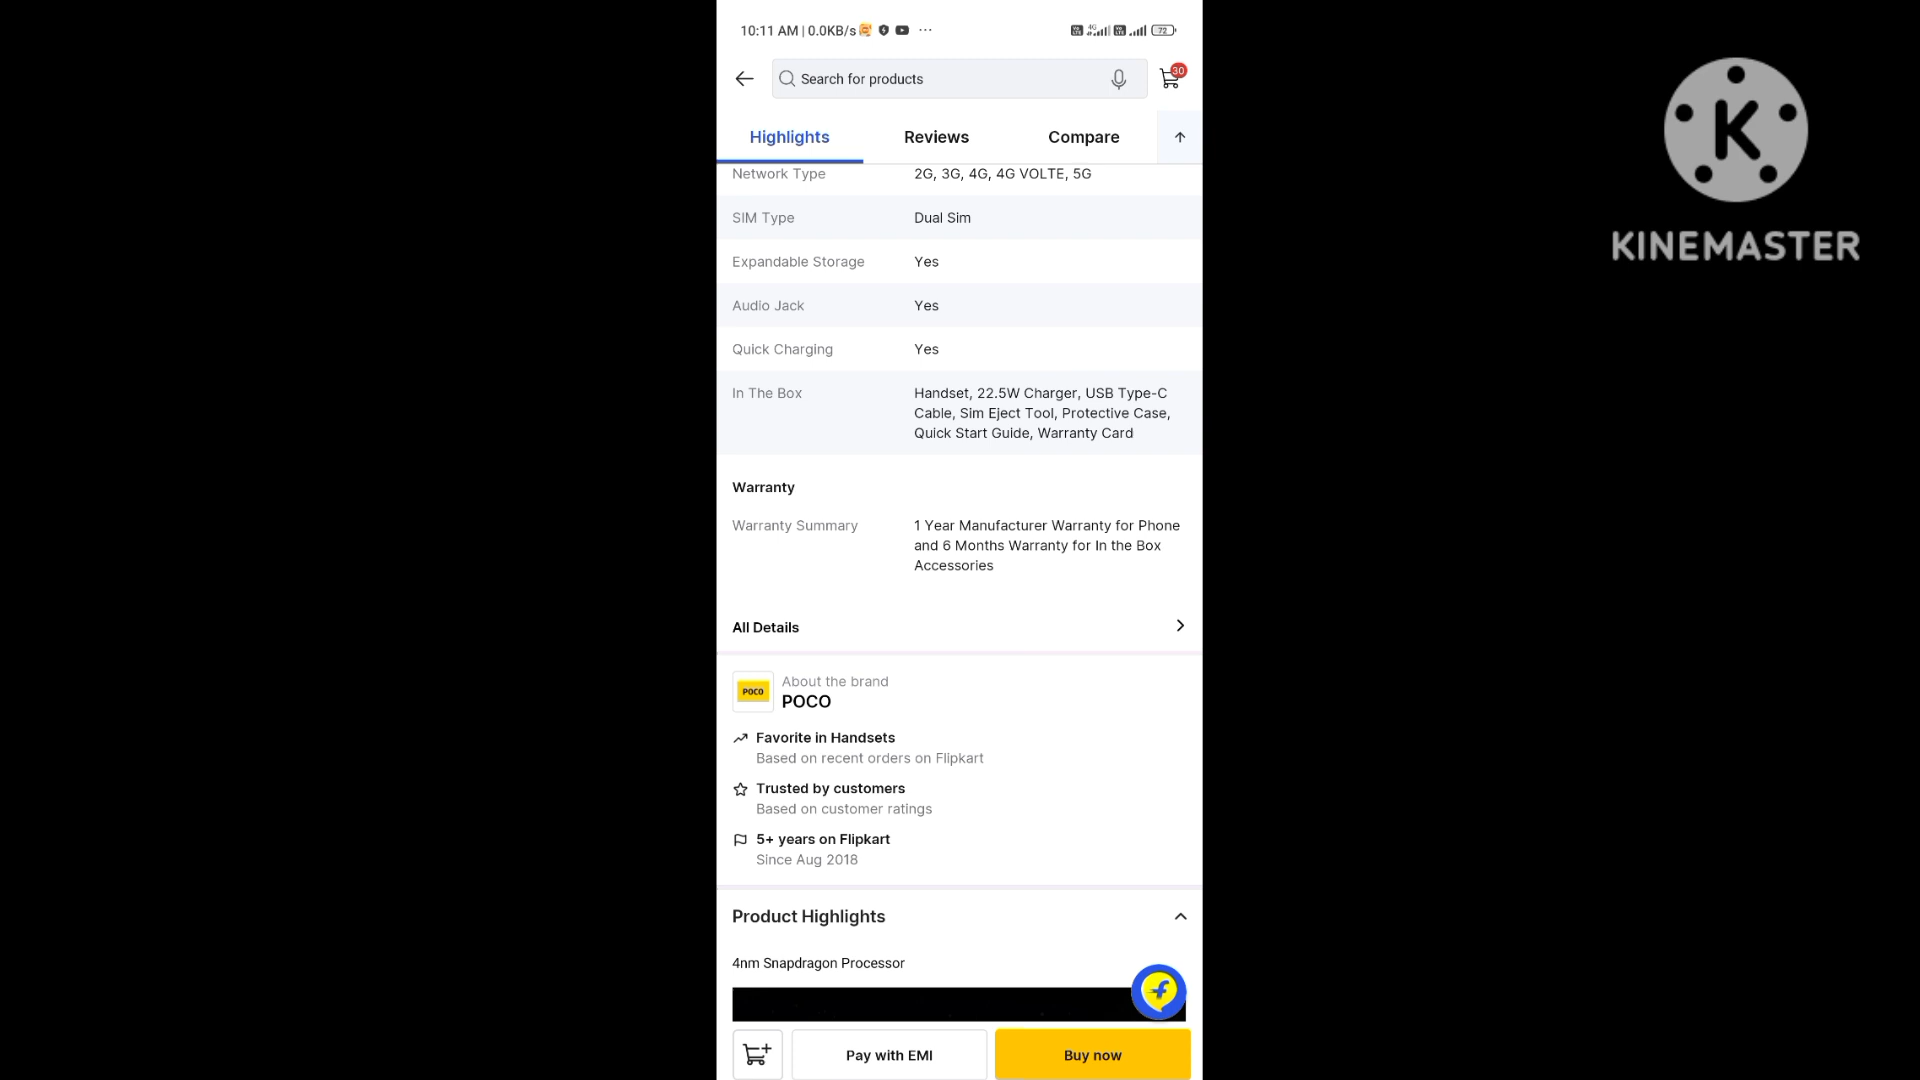 10:11 AM | 0.0KB/s ...
4G
72
Search for products
30
K
KINEMASTER
Highlights Reviews Compare
Network Type 2G, 3G, 4G, 4G VOLTE, 5G
SIM Type Dual Sim
Expandable Storage Yes
Audio Jack Yes
Quick Charging Yes
In The Box Handset, 22.5W Charger, USB Type-C
Cable, Sim Eject Tool, Protective Case,
Quick Start Guide, Warranty Card
Warranty
Warranty Summary 1 Year Manufacturer Warranty for Phone
and 6 Months Warranty for In the Box
Accessories
All Details
POCO
About the brand
POCO
Favorite in Handsets
Based on recent orders on Flipkart
Trusted by customers
Based on customer ratings
5+ years on Flipkart
Since Aug 2018
Product Highlights
4nm Snapdragon Processor
f
Pay with EMI Buy now